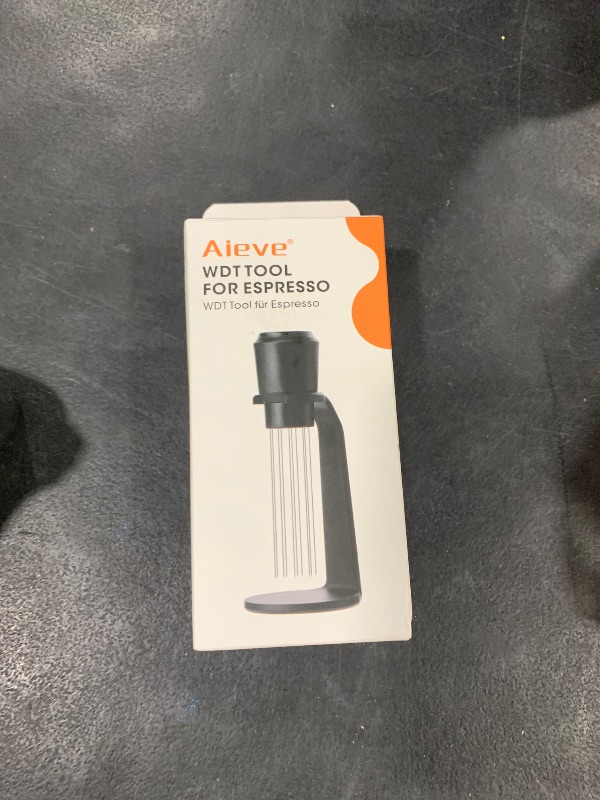 Aieve®
WDT TOOL
FOR ESPRESSO
WDT Tool für Espresso